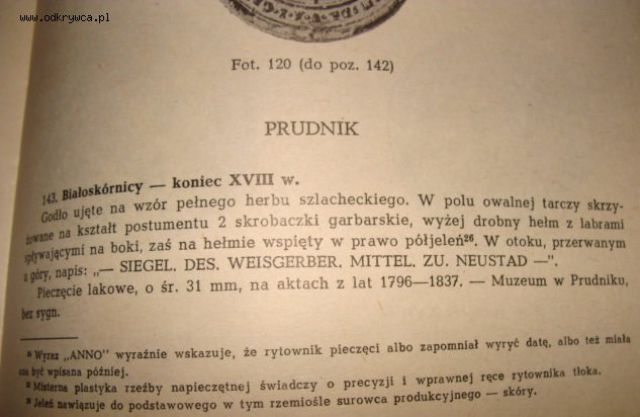 www.odkrywca.pl
Fot. 120 (do poz. 142)
PRUDNIK
143. Białoskórnicy — koniec XVIII w.
Godło ujęte na wzór pełnego herbu szlacheckiego. W polu owalnej tarczy skrzy-
żowane na kształt postumentu 2 skrobaczki garbarskie, wyżej drobny hełm z labrami
spływającymi na boki, zaś na hełmie wspięty w prawo półjeleń²⁶. W otoku, przerwanym
u góry, napis: „— SIEGEL. DES. WEISGERBER. MITTEL. ZU. NEUSTAD —".
Pieczęcie lakowe, o śr. 31 mm, na aktach z lat 1796—1837. — Muzeum w Prudniku,
bez sygn.
Wyraz „ANNO" wyraźnie wskazuje, że rytownik pieczęci albo zapomniał wyryć datę, albo też miała
ona być wpisana później.
Misterna plastyka rzeźby napieczętnej świadczy o precyzji i wprawnej ręce rytownika tłoka.
Jeleń nawiązuje do podstawowego w tym rzemiośle surowca produkcyjnego — skóry.